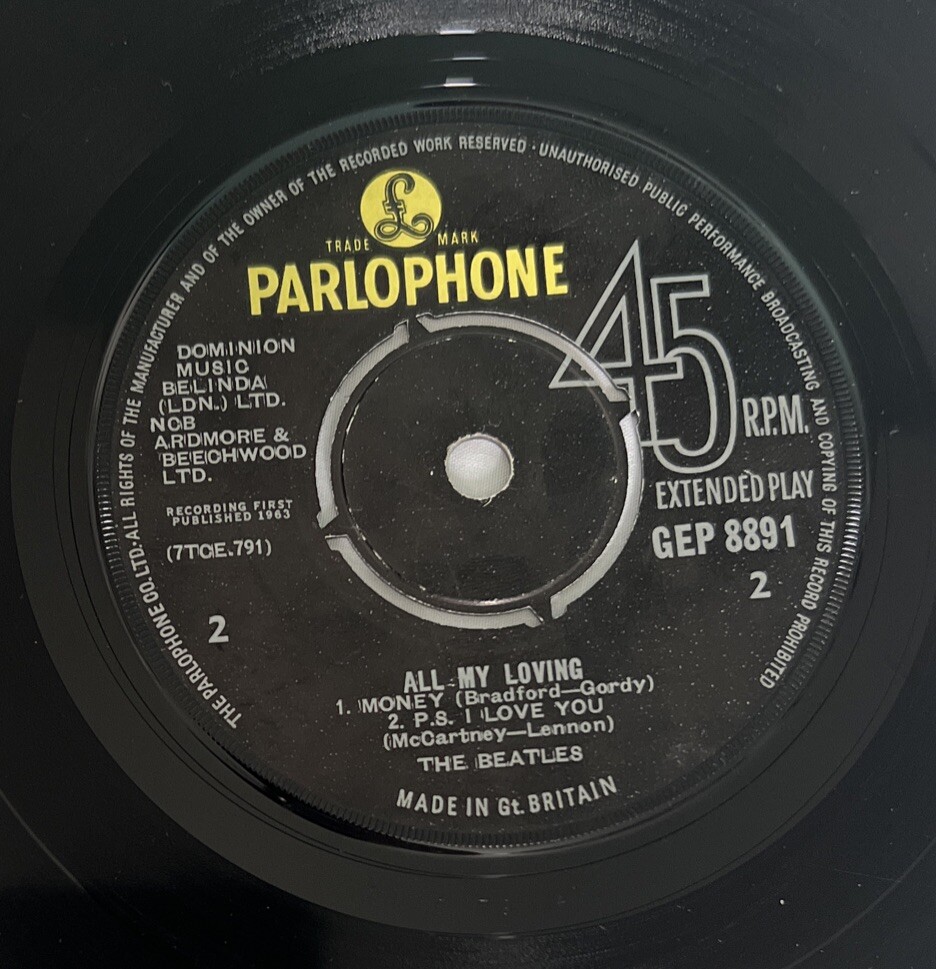 THE PARLOPHONE CO.LTD.·ALL RIGHTS OF THE MANUFACTURER AND OF THE OWNER OF THE RECORDED WORK RESERVED · UNAUTHORISED PUBLIC PERFORMANCE BROADCASTING AND COPYING OF THIS RECORD PROHIBITED
£
TRADE MARK
PARLOPHONE
45
R.P.M.
EXTENDED PLAY
GEP 8891
2
DOMINION
MUSIC
BELINDA
(LDN.) LTD.
NCB
ARDMORE &
BEECHWOOD
LTD.
RECORDING FIRST
PUBLISHED 1963
(7TCE.791)
2
ALL MY LOVING
1. MONEY (Bradford—Gordy)
2. P.S. I LOVE YOU
(McCartney—Lennon)
THE BEATLES
MADE IN Gt. BRITAIN